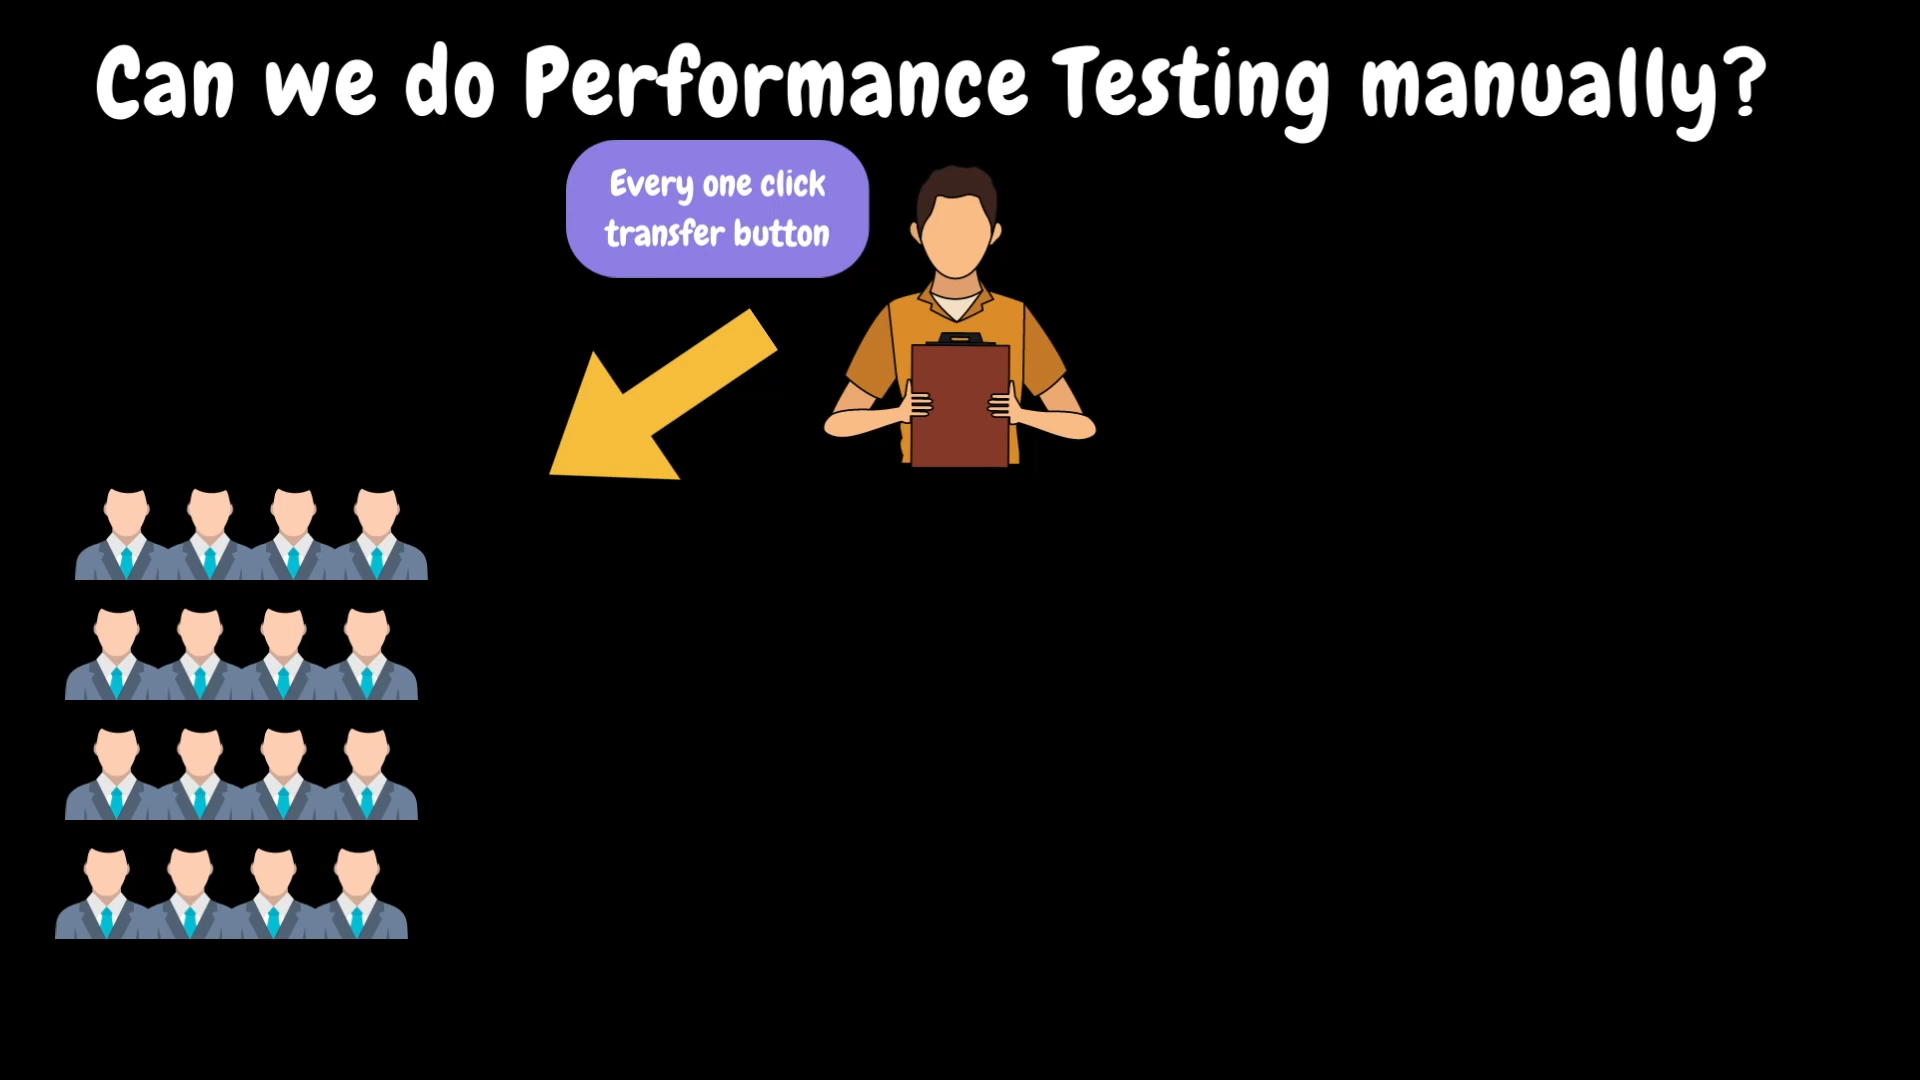 Can we do Performance Testing manually?
Every one click
transfer button